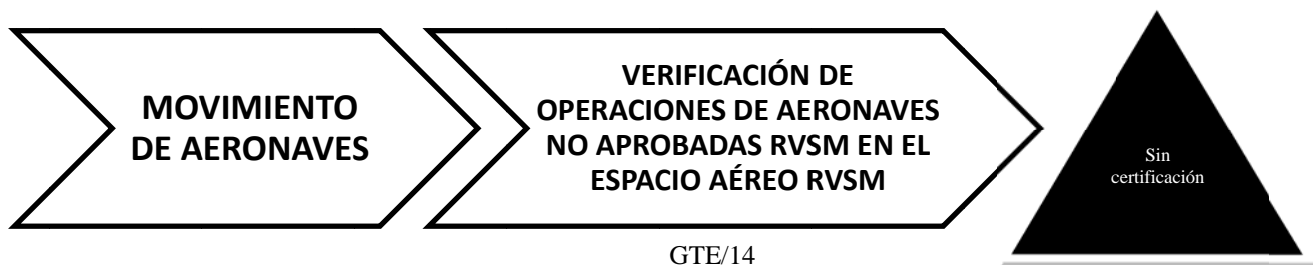 MOVIMIENTO
DE AERONAVES
VERIFICACIÓN DE
OPERACIONES DE AERONAVES
NO APROBADAS RVSM EN EL
ESPACIO AÉREO RVSM
Sin
certificación
GTE/14